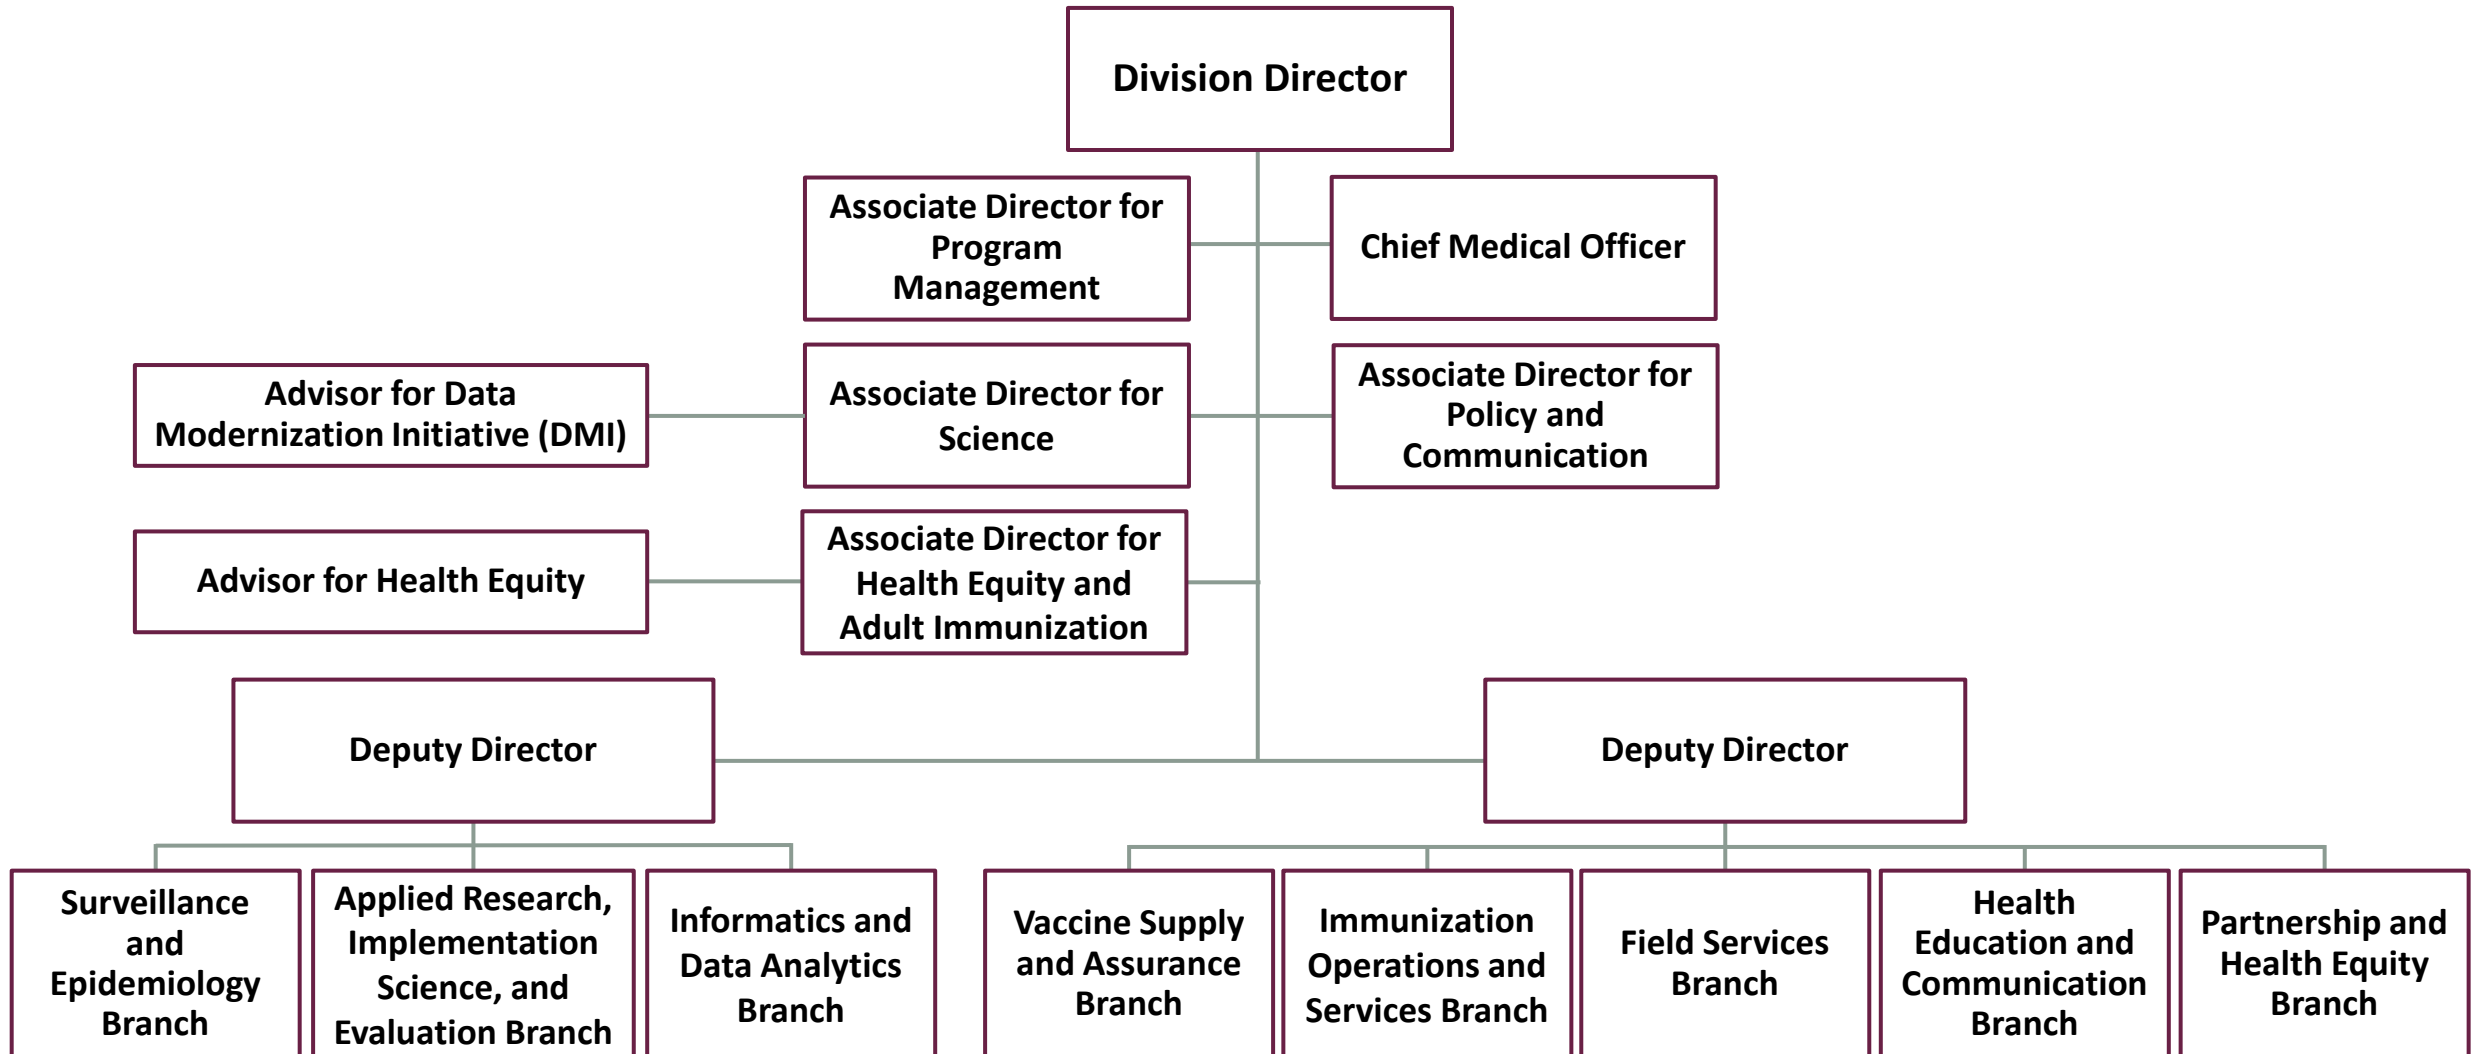 Division Director
Associate Director for
Program
Management
Chief Medical Officer
Advisor for Data
Modernization Initiative (DMI)
Associate Director for
Science
Associate Director for
Policy and
Communication
Advisor for Health Equity
Associate Director for
Health Equity and
Adult Immunization
Deputy Director
Deputy Director
Surveillance
and
Epidemiology
Branch
Applied Research,
Implementation
Science, and
Evaluation Branch
Informatics and
Data Analytics
Branch
Vaccine Supply
and Assurance
Branch
Immunization
Operations and
Services Branch
Field Services
Branch
Health
Education and
Communication
Branch
Partnership and
Health Equity
Branch